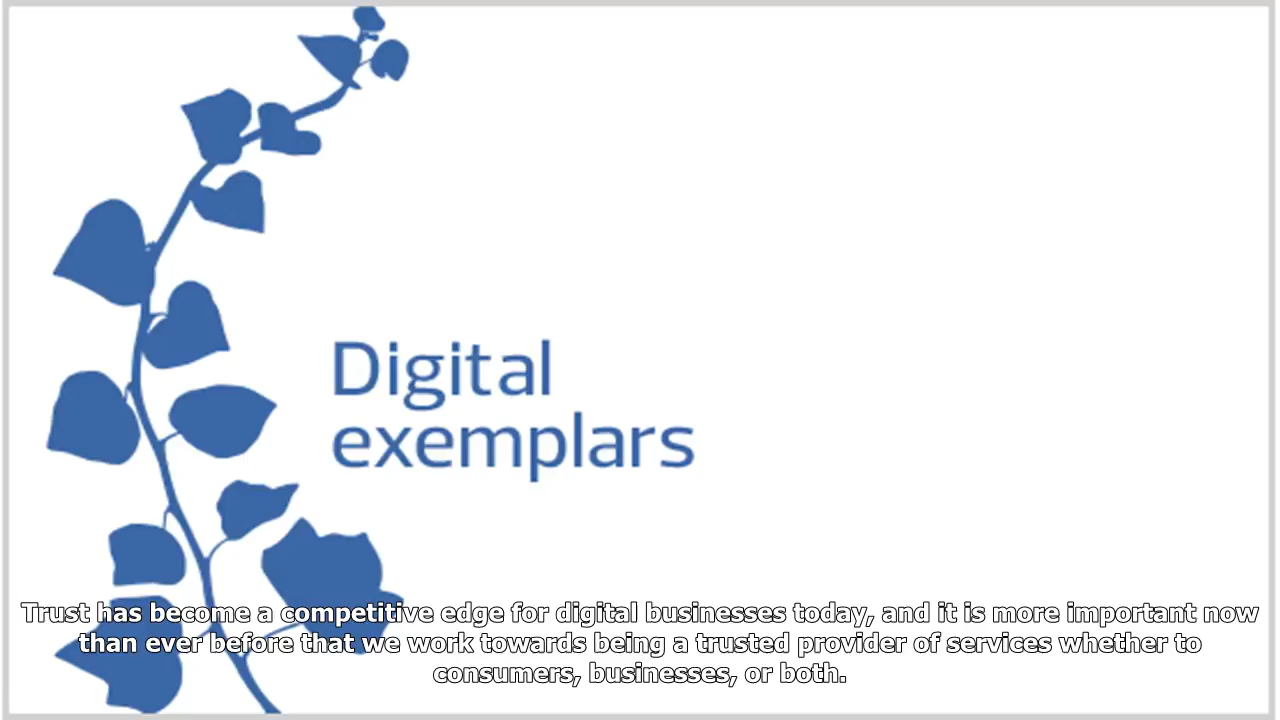 Digital
exemplars
Trust has become a competitive edge for digital businesses today, and it is more important now
than ever before that we work towards being a trusted provider of services whether to
consumers, businesses, or both.